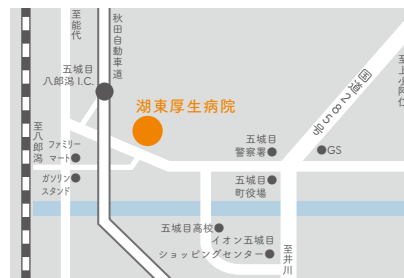 至能代
秋田自動車道
五城目
八郎潟I.C.
湖東厚生病院
国道285号
至上小阿仁
至八郎潟
ファミリー
マート
ガソリン
スタンド
五城目
警察署
GS
五城目
町役場
五城目高校
イオン五城目
ショッピングセンター
至井川